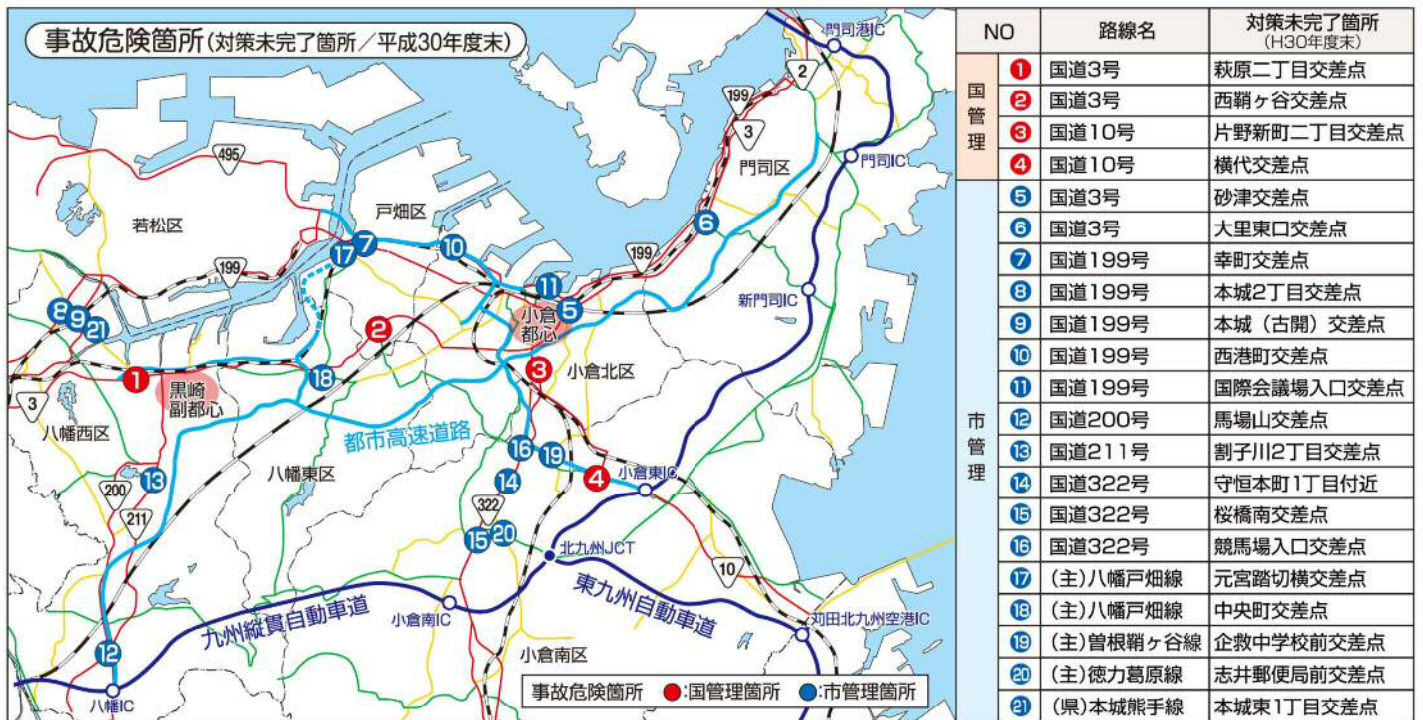 事故危険箇所(対策未完了箇所/平成30年度末)
門司港IC
2
199
3
門司区
門司IC
495
戸畑区
若松区
6
7
17
10
199
199
新門司IC
11
5
8
9
21
2
小倉
都心
3
小倉北区
1
黒崎
副都心
18
3
八幡西区
都市高速道路
16
19
八幡東区
4
小倉東IC
13
14
200
322
211
15
20
北九州JCT
10
九州縦貫自動車道
小倉南IC
東九州自動車道
苅田北九州空港IC
12
小倉南区
八幡IC
事故危険箇所 ●:国管理箇所 ●:市管理箇所
NO 路線名 対策未完了箇所
(H30年度末)
国管理
1 国道3号 萩原二丁目交差点
2 国道3号 西鞘ヶ谷交差点
3 国道10号 片野新町二丁目交差点
4 国道10号 横代交差点
市管理
5 国道3号 砂津交差点
6 国道3号 大里東口交差点
7 国道199号 幸町交差点
8 国道199号 本城2丁目交差点
9 国道199号 本城(古開)交差点
10 国道199号 西港町交差点
11 国道199号 国際会議場入口交差点
12 国道200号 馬場山交差点
13 国道211号 割子川2丁目交差点
14 国道322号 守恒本町1丁目付近
15 国道322号 桜橋南交差点
16 国道322号 競馬場入口交差点
17 (主)八幡戸畑線 元宮踏切横交差点
18 (主)八幡戸畑線 中央町交差点
19 (主)曽根鞘ヶ谷線 企救中学校前交差点
20 (主)徳力葛原線 志井郵便局前交差点
21 (県)本城熊手線 本城東1丁目交差点